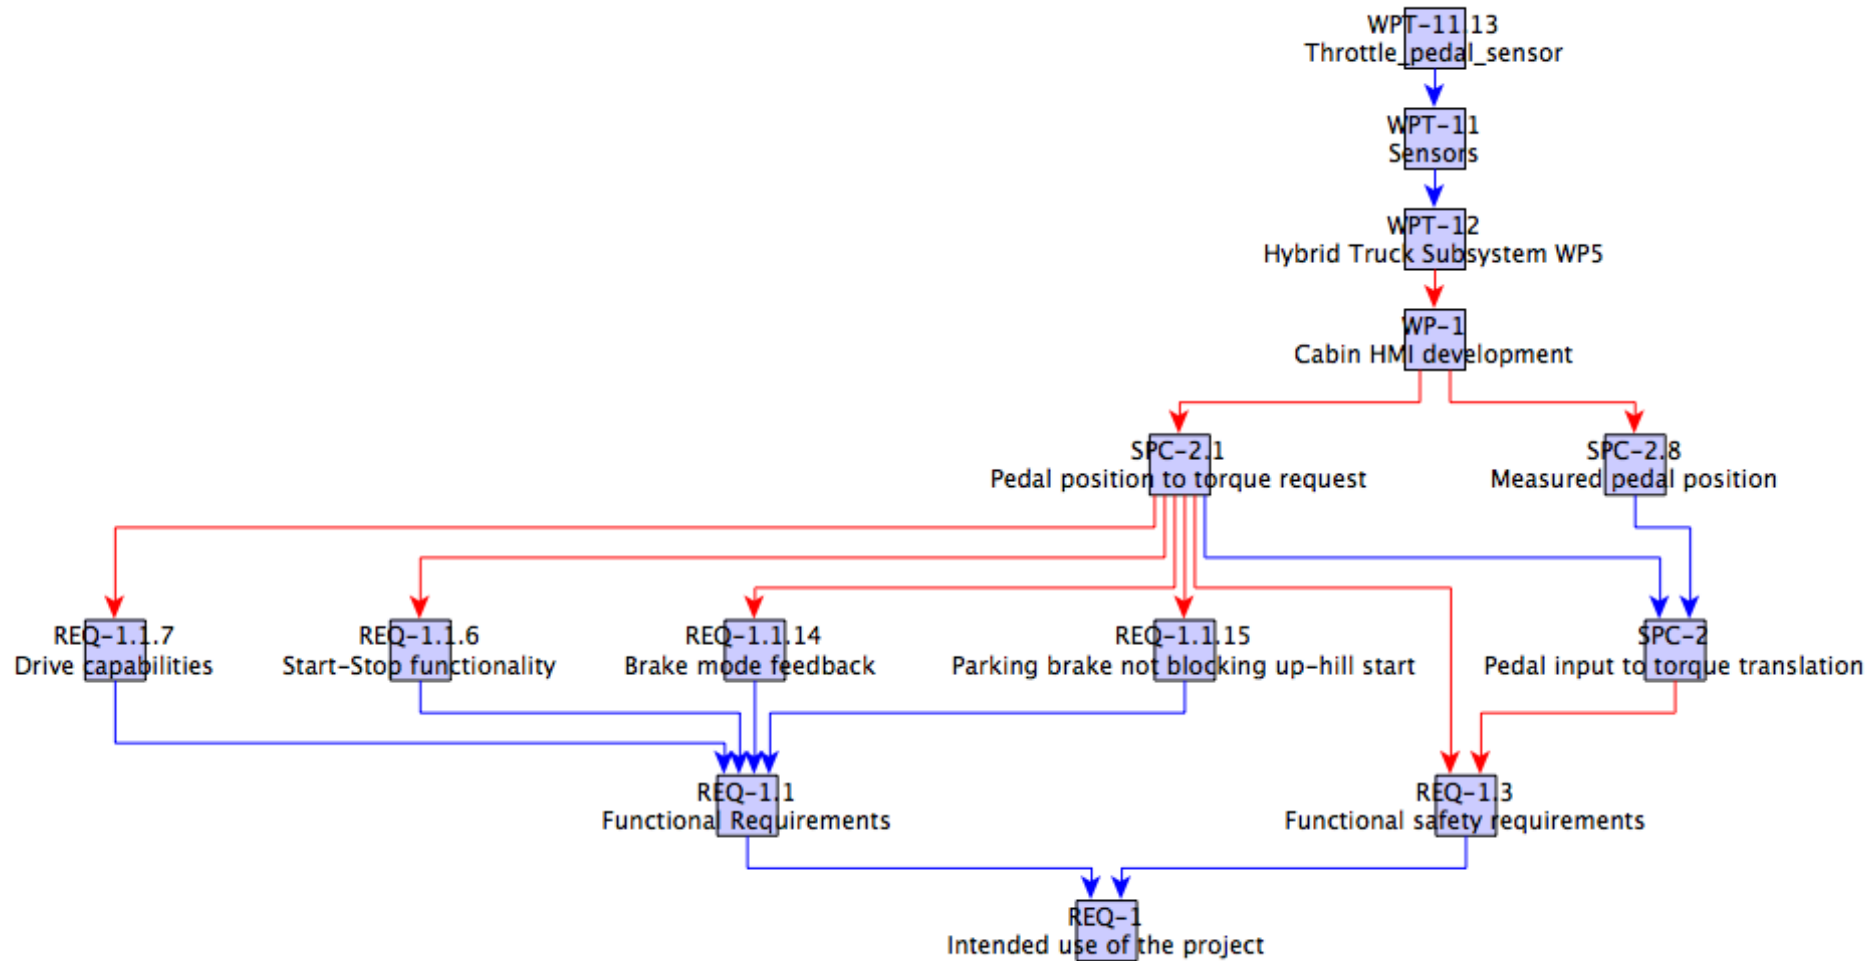 WPT-11.13
Throttle_pedal_sensor
WPT-11
Sensors
WPT-12
Hybrid Truck Subsystem WP5
WP-1
Cabin HMI development
SPC-2.1
Pedal position to torque request
SPC-2.8
Measured pedal position
REQ-1.1.7
Drive capabilities
REQ-1.1.6
Start-Stop functionality
REQ-1.1.14
Brake mode feedback
REQ-1.1.15
Parking brake not blocking up-hill start
SPC-2
Pedal input to torque translation
REQ-1.1
Functional Requirements
REQ-1.3
Functional safety requirements
REQ-1
Intended use of the project